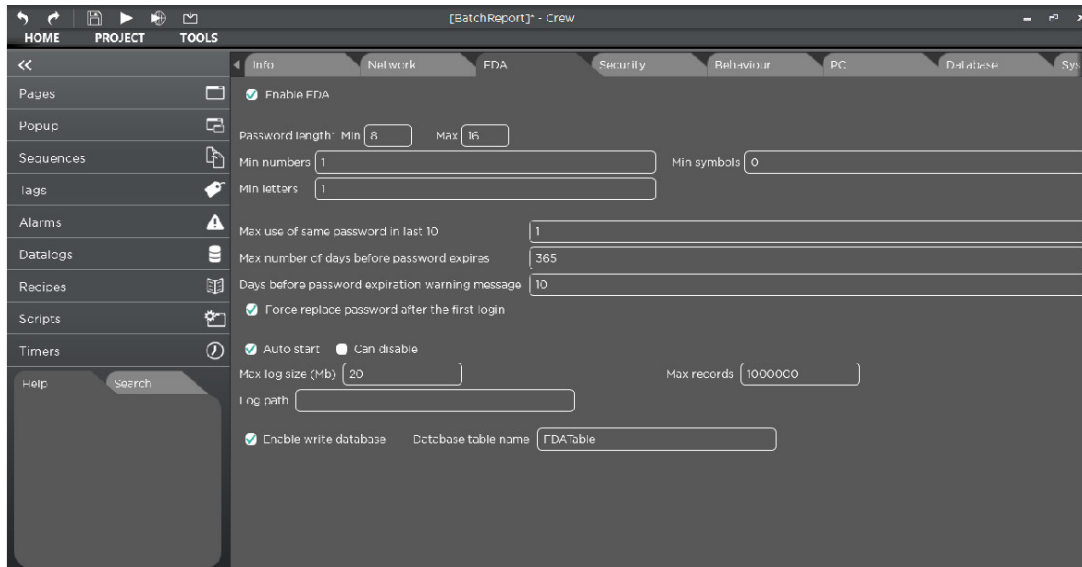 [BatchReport]* - Crew
HOME PROJECT TOOLS
<<
Info Network FDA Security Behaviour PC Database Sys
Pages
Popup
Sequences
Tags
Alarms
Datalogs
Recipes
Scripts
Timers
Help Search
Enable FDA
Password length: Min 8 Max 16
Min numbers 1 Min symbols 0
Min letters 1
Max use of same password in last 10 1
Max number of days before password expires 365
Days before password expiration warning message 10
Force replace password after the first login
Auto start Can disable
Max log size (Mb) 20 Max records 1000000
Log path
Enable write database Database table name FDATable